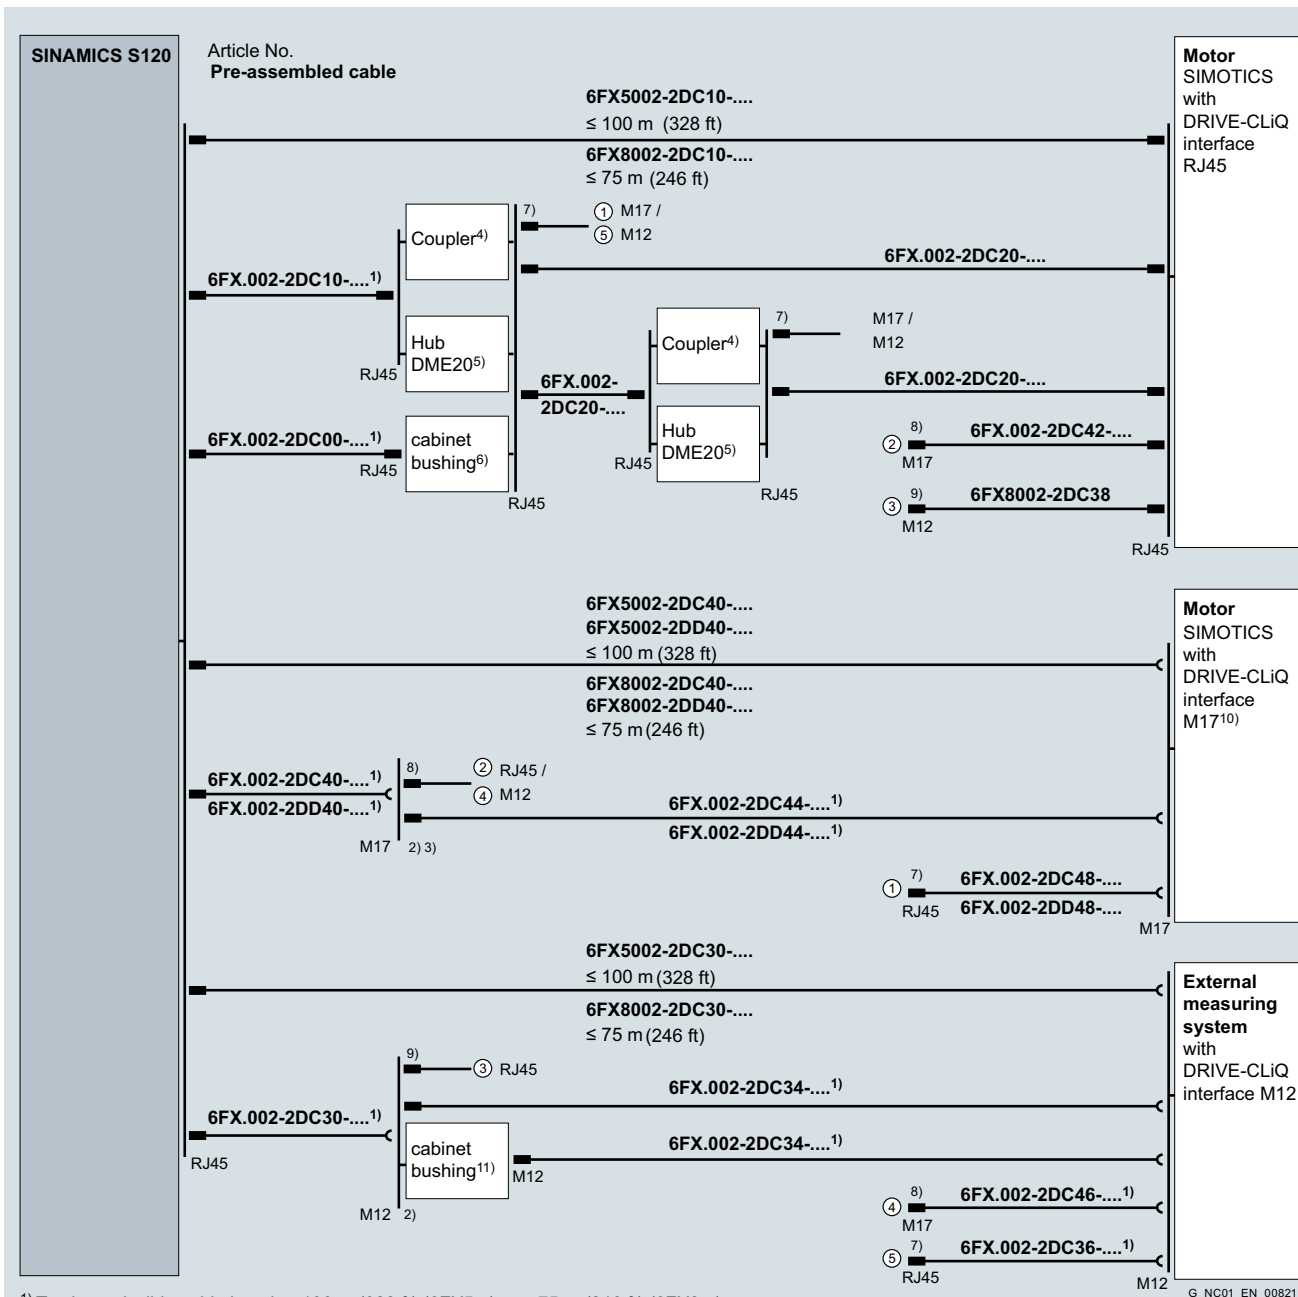 SINAMICS S120
Article No.
Pre-assembled cable
6FX5002-2DC10-....
≤ 100 m (328 ft)
6FX8002-2DC10-....
≤ 75 m (246 ft)
Motor
SIMOTICS
with
DRIVE-CLiQ
interface
RJ45
7)
① M17 /
⑤ M12
Coupler4)
6FX.002-2DC20-....
6FX.002-2DC10-....1)
Hub
DME205)
RJ45
7)
M17 /
M12
Coupler4)
6FX.002-
2DC20-....
6FX.002-2DC20-....
6FX.002-2DC00-....1)
RJ45
cabinet
bushing6)
RJ45
Hub
DME205)
RJ45
RJ45
② 8) 6FX.002-2DC42-....
M17
③ 9) 6FX8002-2DC38
M12
RJ45
6FX5002-2DC40-....
6FX5002-2DD40-....
≤ 100 m (328 ft)
6FX8002-2DC40-....
6FX8002-2DD40-....
≤ 75 m (246 ft)
Motor
SIMOTICS
with
DRIVE-CLiQ
interface
M1710)
6FX.002-2DC40-....1)
6FX.002-2DD40-....1)
8)
② RJ45 /
④ M12
M17 2) 3)
6FX.002-2DC44-....1)
6FX.002-2DD44-....1)
① 7) 6FX.002-2DC48-....
RJ45 6FX.002-2DD48-....
M17
6FX5002-2DC30-....
≤ 100 m (328 ft)
6FX8002-2DC30-....
≤ 75 m (246 ft)
External
measuring
system
with
DRIVE-CLiQ
interface M12
9)
③ RJ45
6FX.002-2DC34-....1)
6FX.002-2DC30-....1)
RJ45
cabinet
bushing11)
M12
6FX.002-2DC34-....1)
M12 2)
④ 8) 6FX.002-2DC46-....1)
M17
⑤ 7) 6FX.002-2DC36-....1)
RJ45
M12
G_NC01_EN_00821